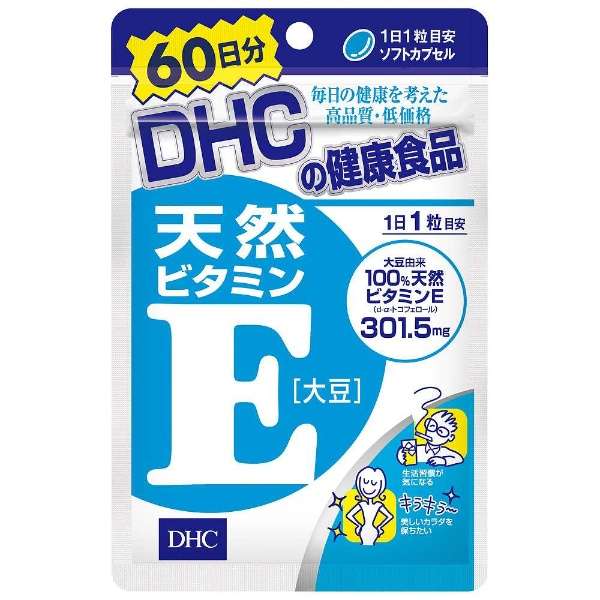 60日分
1日1粒目安
ソフトカプセル
毎日の健康を考えた
高品質・低価格
DHC
の健康食品
天然
ビタミン
E
[大豆]
1日1粒目安
大豆由来
100%天然
ビタミンE
(d-α-トコフェロール)
301.5mg
生活習慣が
気になる
キラキラ〜
美しいカラダを
保ちたい
DHC